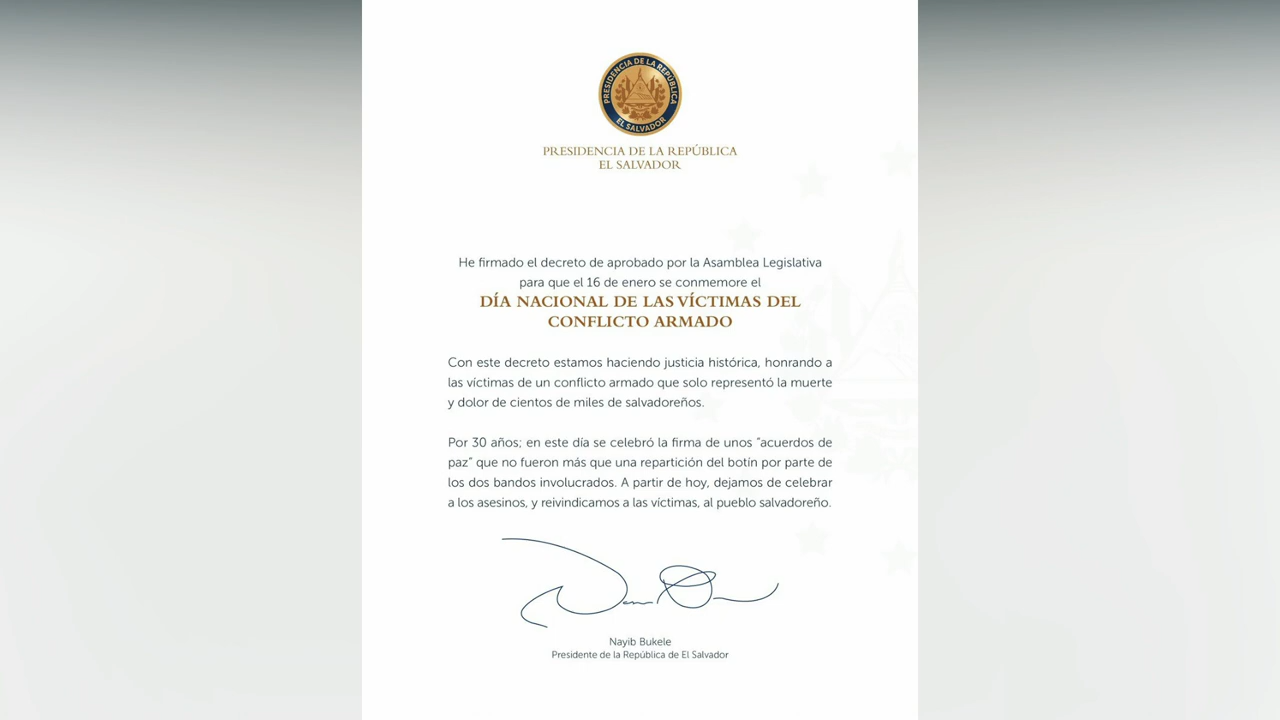 PRESIDENCIA DE LA REPÚBLICA
EL SALVADOR
PRESIDENCIA DE LA REPÚBLICA
EL SALVADOR
He firmado el decreto de aprobado por la Asamblea Legislativa
para que el 16 de enero se conmemore el
DÍA NACIONAL DE LAS VÍCTIMAS DEL
CONFLICTO ARMADO
Con este decreto estamos haciendo justicia histórica, honrando a
las víctimas de un conflicto armado que solo representó la muerte
y dolor de cientos de miles de salvadoreños.
Por 30 años; en este día se celebró la firma de unos "acuerdos de
paz" que no fueron más que una repartición del botín por parte de
los dos bandos involucrados. A partir de hoy, dejamos de celebrar
a los asesinos, y reivindicamos a las víctimas, al pueblo salvadoreño.
Nayib Bukele
Presidente de la República de El Salvador